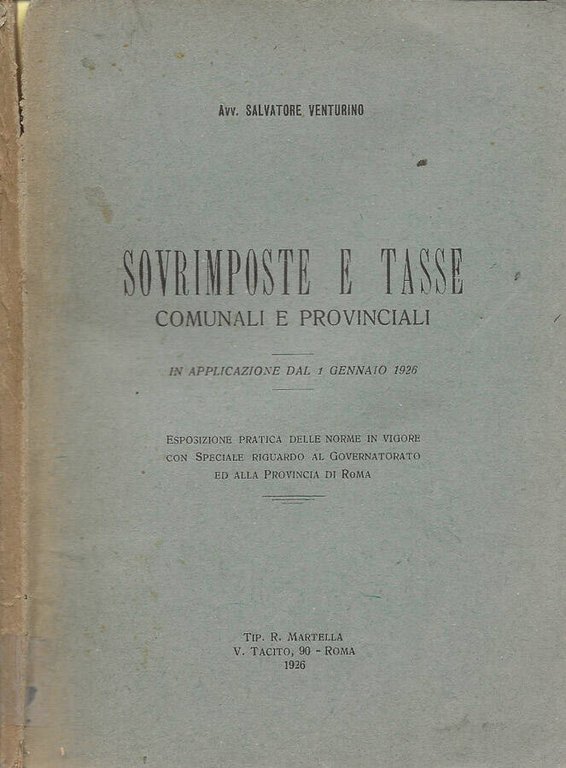 Avv. SALVATORE VENTURINO
SOVRIMPOSTE E TASSE
COMUNALI E PROVINCIALI
IN APPLICAZIONE DAL 1 GENNAIO 1926
ESPOSIZIONE PRATICA DELLE NORME IN VIGORE
CON SPECIALE RIGUARDO AL GOVERNATORATO
ED ALLA PROVINCIA DI ROMA
TIP. R. MARTELLA
V. TACITO, 90 - ROMA
1926